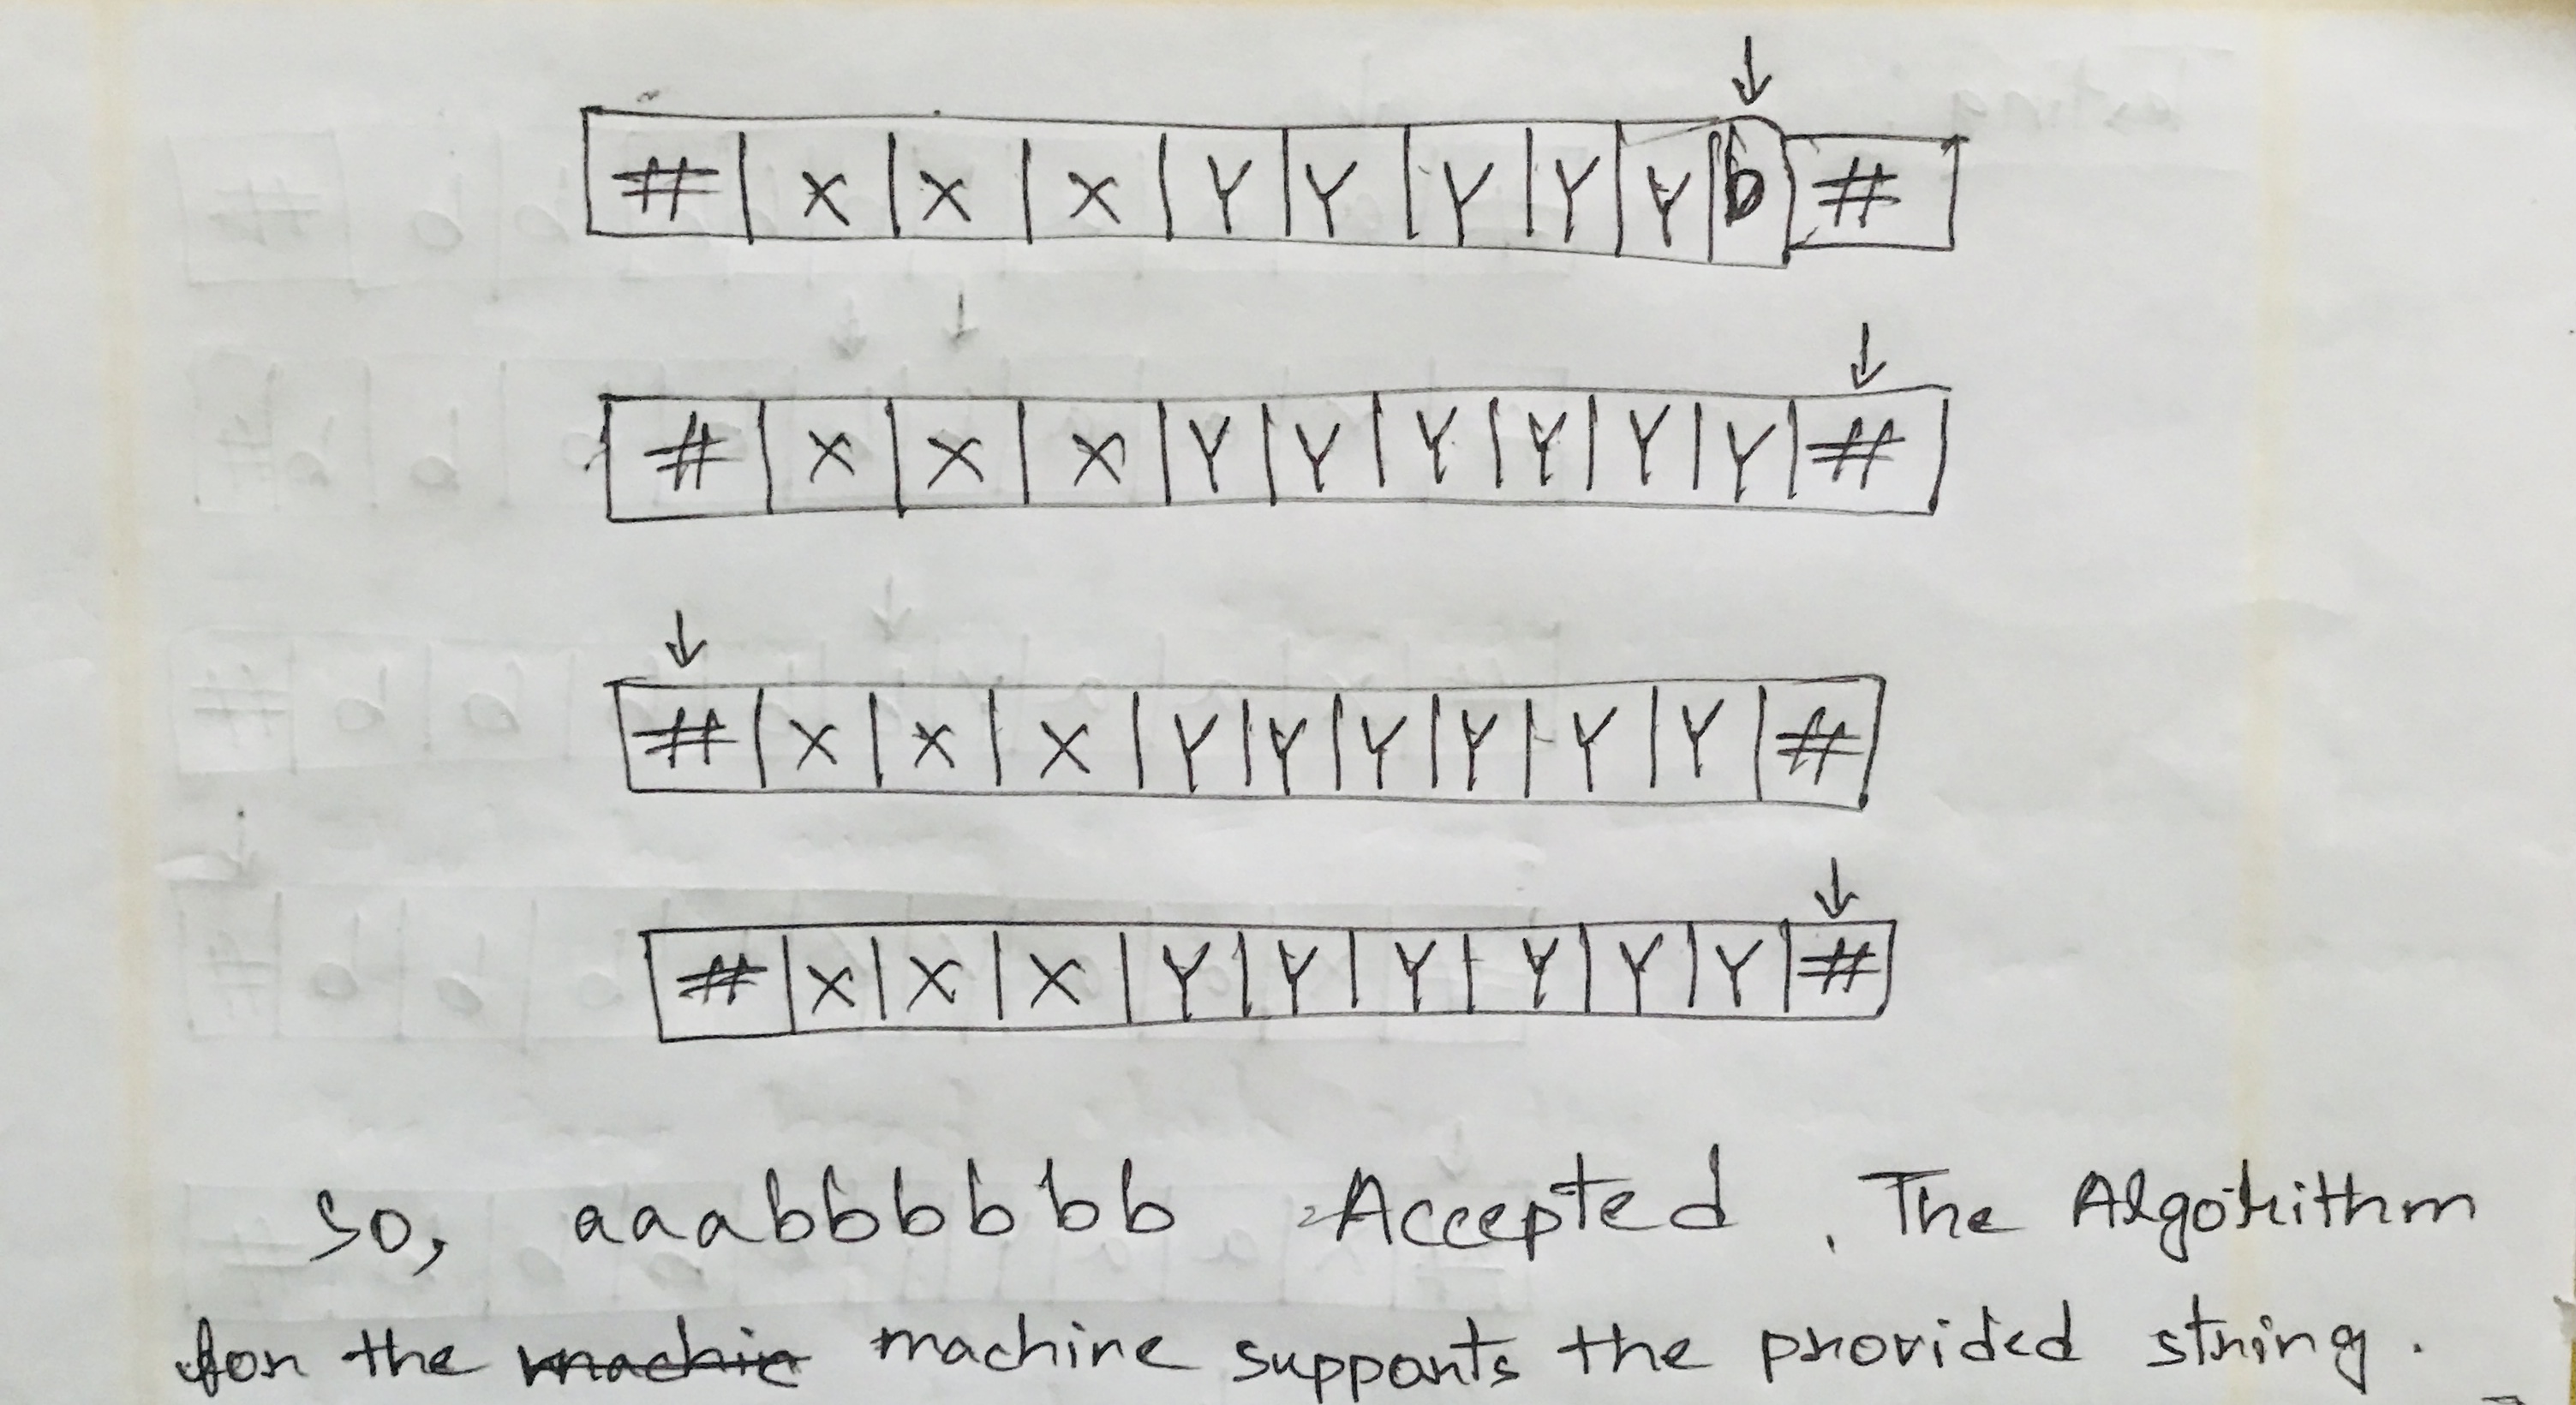 # X X X Y Y Y Y Y b #
# X X X Y Y Y Y Y Y #
# X X X Y Y Y Y Y Y #
# X X X Y Y Y Y Y Y #
So, aaabbbbbb Accepted. The Algorithm
for the machin machine supports the provided string.